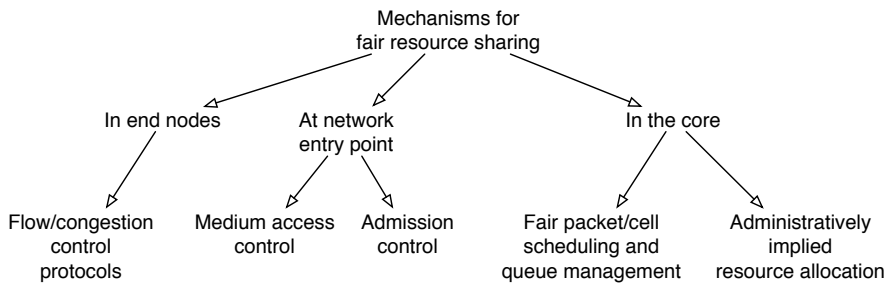 Mechanisms for
fair resource sharing
In end nodes
At network
entry point
In the core
Flow/congestion
control
protocols
Medium access
control
Admission
control
Fair packet/cell
scheduling and
queue management
Administratively
implied
resource allocation